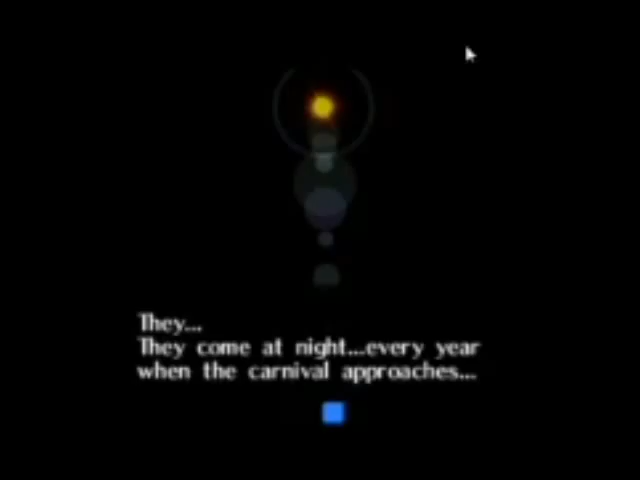 They...
They come at night...every year
when the carnival approaches...